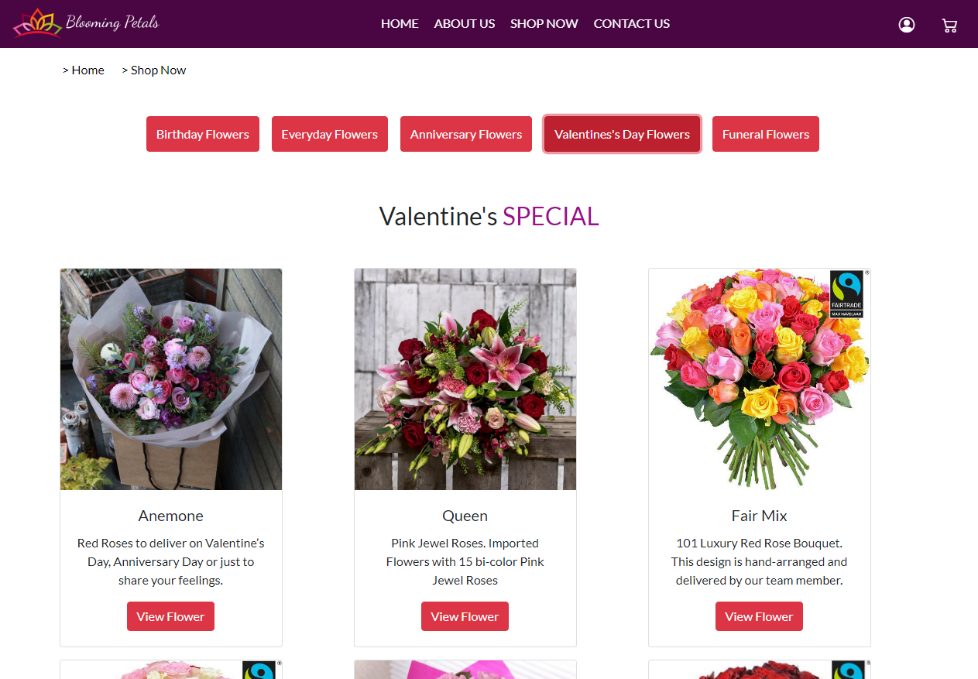 Blooming Petals
HOME ABOUT US SHOP NOW CONTACT US
> Home > Shop Now
Birthday Flowers Everyday Flowers Anniversary Flowers Valentines's Day Flowers Funeral Flowers
Valentine's SPECIAL
FAIRTRADE
MAX HAVELAAR
®
Anemone
Red Roses to deliver on Valentine's
Day, Anniversary Day or just to
share your feelings.
View Flower
Queen
Pink Jewel Roses. Imported
Flowers with 15 bi-color Pink
Jewel Roses
View Flower
Fair Mix
101 Luxury Red Rose Bouquet.
This design is hand-arranged and
delivered by our team member.
View Flower
®
®